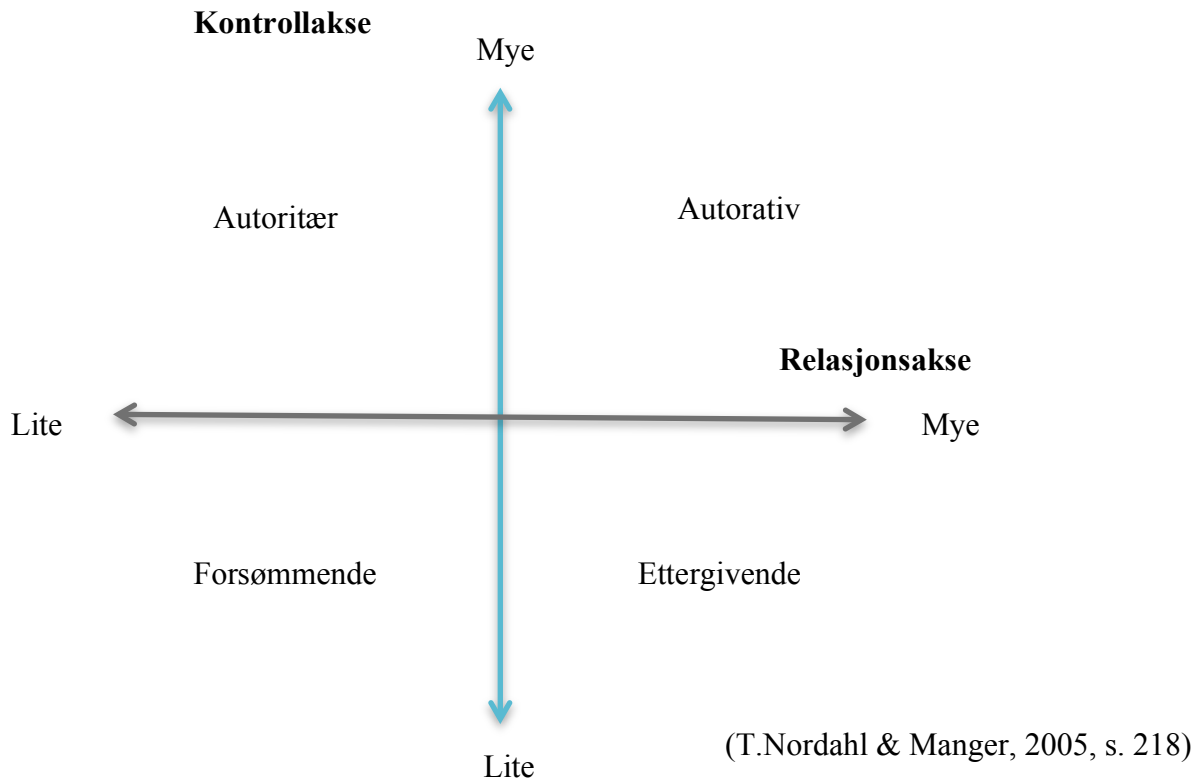 Kontrollakse
Mye
Autoritær
Autorativ
Relasjonsakse
Lite
Mye
Forsømmende
Ettergivende
(T.Nordahl & Manger, 2005, s. 218)
Lite